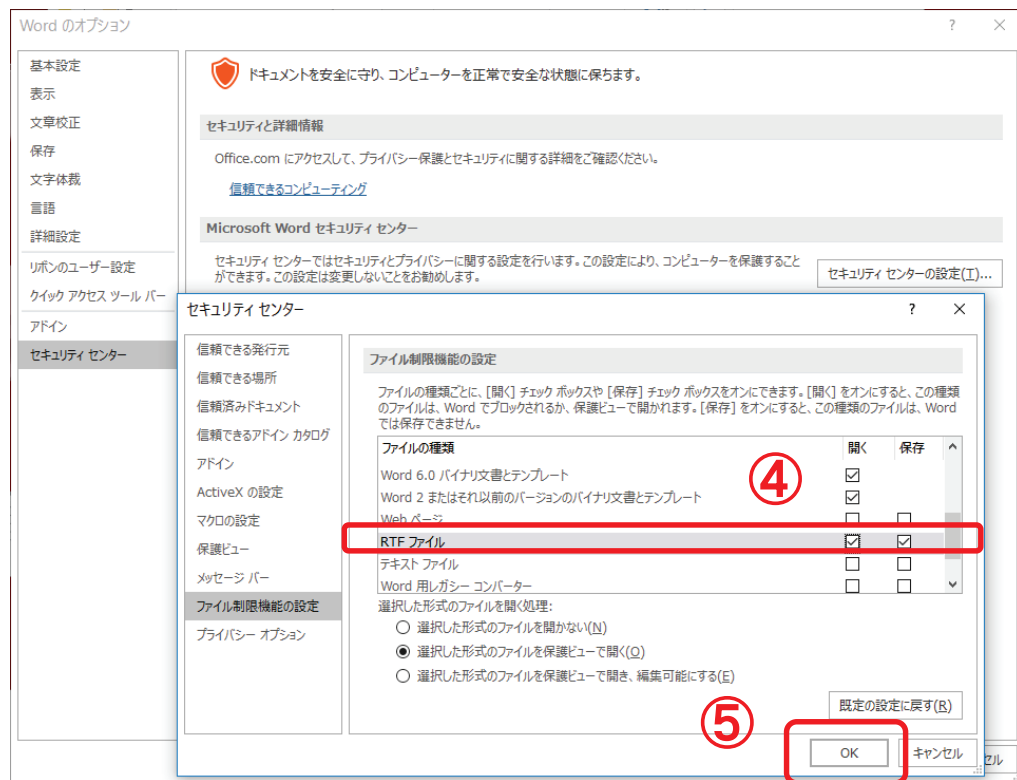 Word のオプション
?
×
基本設定
表示
文章校正
保存
文字体裁
言語
詳細設定
リボンのユーザー設定
クイック アクセス ツール バー
アドイン
セキュリティ センター
ドキュメントを安全に守り、コンピューターを正常で安全な状態に保ちます。
セキュリティと詳細情報
Office.com にアクセスして、プライバシー保護とセキュリティに関する詳細をご確認ください。
信頼できるコンピューティング
Microsoft Word セキュリティ センター
セキュリティ センターではセキュリティとプライバシーに関する設定を行います。この設定により、コンピューターを保護すること
ができます。この設定は変更しないことをお勧めします。
セキュリティ センターの設定(T)...
セキュリティ センター
?
×
信頼できる発行元
信頼できる場所
信頼済みドキュメント
信頼できるアドイン カタログ
アドイン
ActiveX の設定
マクロの設定
保護ビュー
メッセージ バー
ファイル制限機能の設定
プライバシー オプション
ファイル制限機能の設定
ファイルの種類ごとに、[開く] チェック ボックスや [保存] チェック ボックスをオンにできます。[開く] をオンにすると、この種類
のファイルは、Word でブロックされるか、保護ビューで開かれます。[保存] をオンにすると、この種類のファイルは、Word
では保存できません。
ファイルの種類 開く 保存
Word 6.0 バイナリ文書とテンプレート
④
Word 2 またはそれ以前のバージョンのバイナリ文書とテンプレート
Web ページ
RTF ファイル
テキスト ファイル
Word 用レガシー コンバーター
選択した形式のファイルを開く処理:
選択した形式のファイルを開かない(N)
選択した形式のファイルを保護ビューで開く(O)
選択した形式のファイルを保護ビューで開き、編集可能にする(E)
既定の設定に戻す(R)
⑤
OK
キャンセル
セル